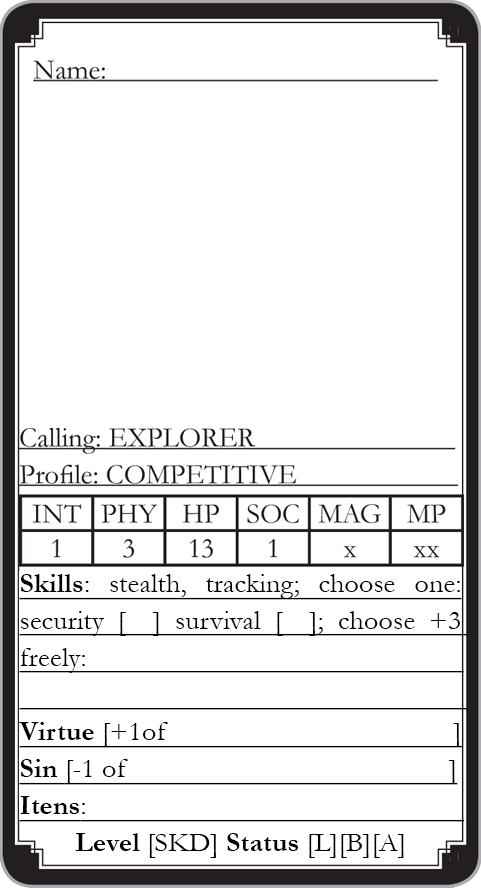 Name:
Calling: EXPLORER
Profile: COMPETITIVE
INT PHY HP SOC MAG MP
1 3 13 1 x xx
Skills: stealth, tracking; choose one:
security [ ] survival [ ]; choose +3
freely:
Virtue [+1of ]
Sin [-1 of ]
Itens:
Level [SKD] Status [L][B][A]